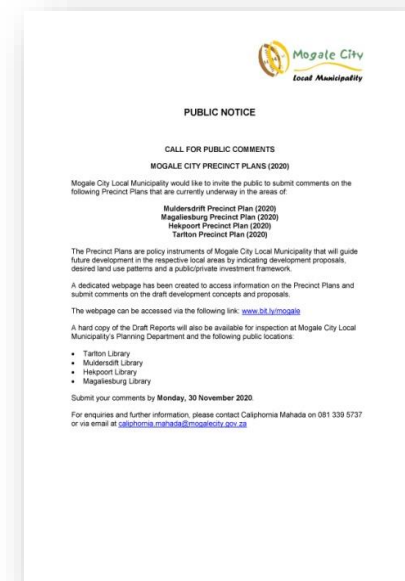 Mogale City
Local Municipality
PUBLIC NOTICE
CALL FOR PUBLIC COMMENTS
MOGALE CITY PRECINCT PLANS (2020)
Mogale City Local Municipality would like to invite the public to submit comments on the
following Precinct Plans that are currently underway in the areas of:
Muldersdrift Precinct Plan (2020)
Magaliesburg Precinct Plan (2020)
Hekpoort Precinct Plan (2020)
Tarlton Precinct Plan (2020)
The Precinct Plans are policy instruments of Mogale City Local Municipality that will guide
future development in the respective local areas by indicating development proposals,
desired land use patterns and a public/private investment framework.
A dedicated webpage has been created to access information on the Precinct Plans and
submit comments on the draft development concepts and proposals.
The webpage can be accessed via the following link: www.bit.ly/mogale
A hard copy of the Draft Reports will also be available for inspection at Mogale City Local
Municipality's Planning Department and the following public locations:
• Tarlton Library
• Muldersdift Library
• Hekpoort Library
• Magaliesburg Library
Submit your comments by Monday, 30 November 2020.
For enquiries and further information, please contact Caliphornia Mahada on 081 339 5737
or via email at caliphornia.mahada@mogalecity.gov.za